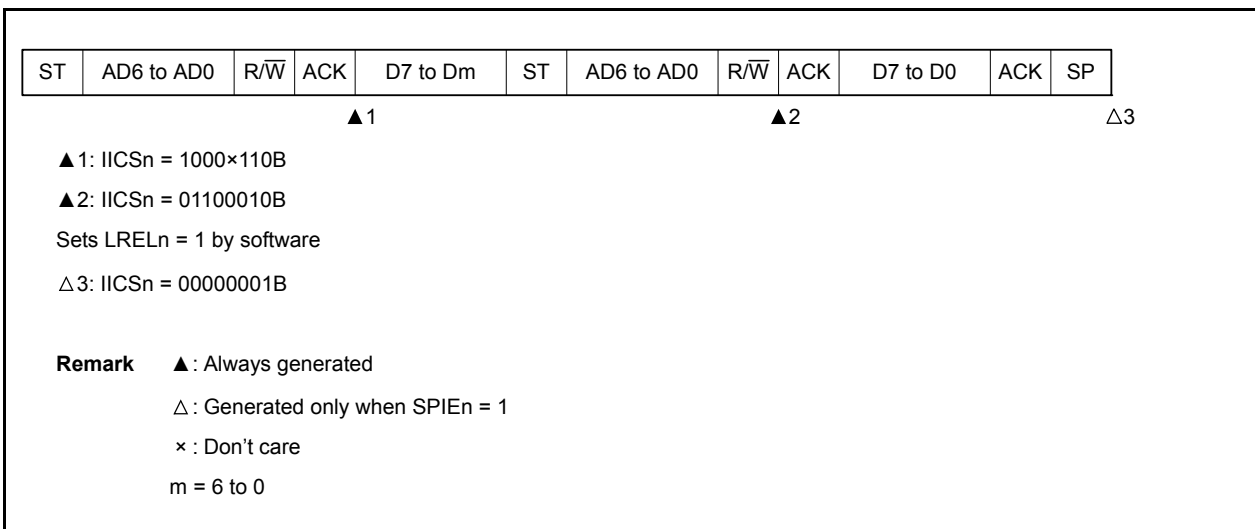 ST AD6 to AD0 R/W̅ ACK D7 to Dm ST AD6 to AD0 R/W̅ ACK D7 to D0 ACK SP
▲1 ▲2 △3
▲1: IICSn = 1000×110B
▲2: IICSn = 01100010B
Sets LRELn = 1 by software
△3: IICSn = 00000001B
Remark ▲: Always generated
△: Generated only when SPIEn = 1
×: Don’t care
m = 6 to 0